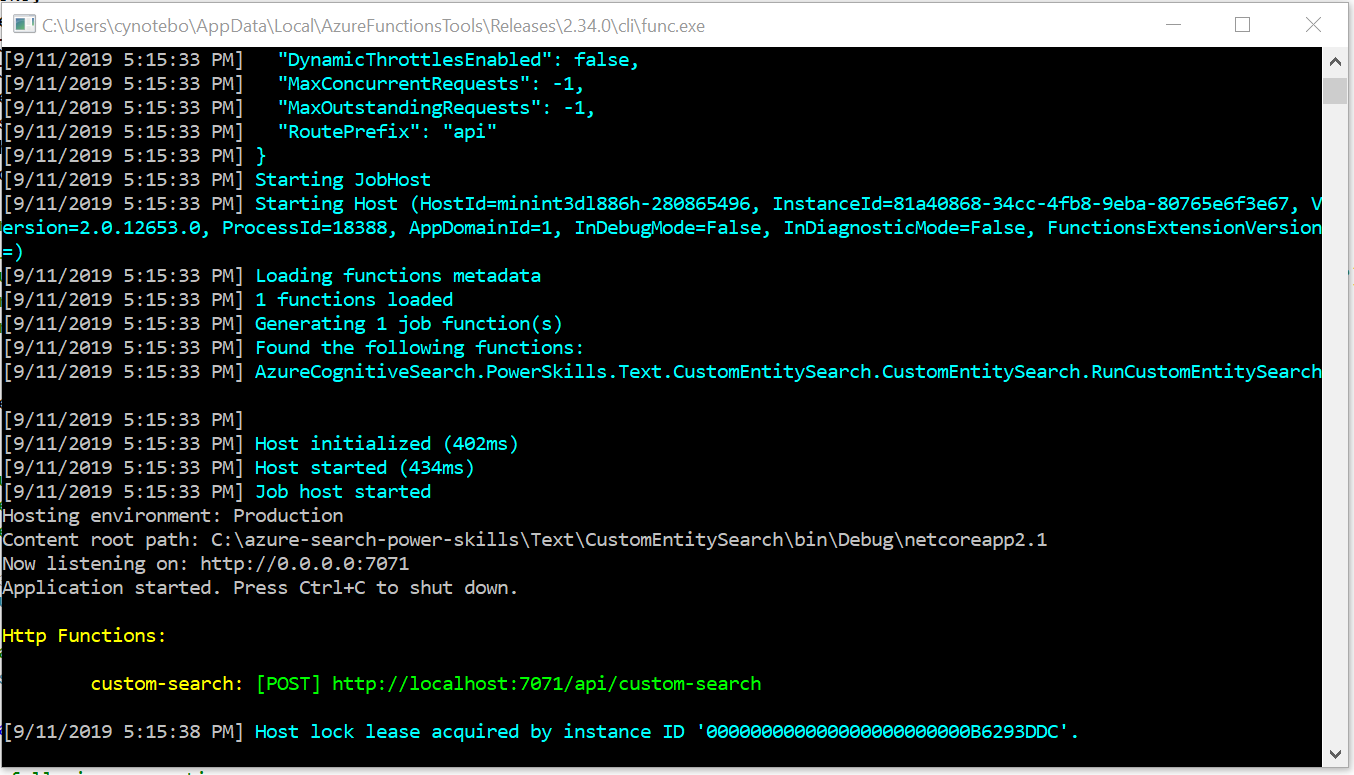 C:\Users\cynotebo\AppData\Local\AzureFunctionsTools\Releases\2.34.0\cli\func.exe
[9/11/2019 5:15:33 PM]   "DynamicThrottlesEnabled": false,
[9/11/2019 5:15:33 PM]   "MaxConcurrentRequests": -1,
[9/11/2019 5:15:33 PM]   "MaxOutstandingRequests": -1,
[9/11/2019 5:15:33 PM]   "RoutePrefix": "api"
[9/11/2019 5:15:33 PM] }
[9/11/2019 5:15:33 PM] Starting JobHost
[9/11/2019 5:15:33 PM] Starting Host (HostId=minint3dl886h-280865496, InstanceId=81a40868-34cc-4fb8-9eba-80765e6f3e67, V
ersion=2.0.12653.0, ProcessId=18388, AppDomainId=1, InDebugMode=False, InDiagnosticMode=False, FunctionsExtensionVersion
=)
[9/11/2019 5:15:33 PM] Loading functions metadata
[9/11/2019 5:15:33 PM] 1 functions loaded
[9/11/2019 5:15:33 PM] Generating 1 job function(s)
[9/11/2019 5:15:33 PM] Found the following functions:
[9/11/2019 5:15:33 PM] AzureCognitiveSearch.PowerSkills.Text.CustomEntitySearch.CustomEntitySearch.RunCustomEntitySearch
[9/11/2019 5:15:33 PM]
[9/11/2019 5:15:33 PM] Host initialized (402ms)
[9/11/2019 5:15:33 PM] Host started (434ms)
[9/11/2019 5:15:33 PM] Job host started
Hosting environment: Production
Content root path: C:\azure-search-power-skills\Text\CustomEntitySearch\bin\Debug\netcoreapp2.1
Now listening on: http://0.0.0.0:7071
Application started. Press Ctrl+C to shut down.
Http Functions:
custom-search: [POST] http://localhost:7071/api/custom-search
[9/11/2019 5:15:38 PM] Host lock lease acquired by instance ID '000000000000000000000000B6293DDC'.